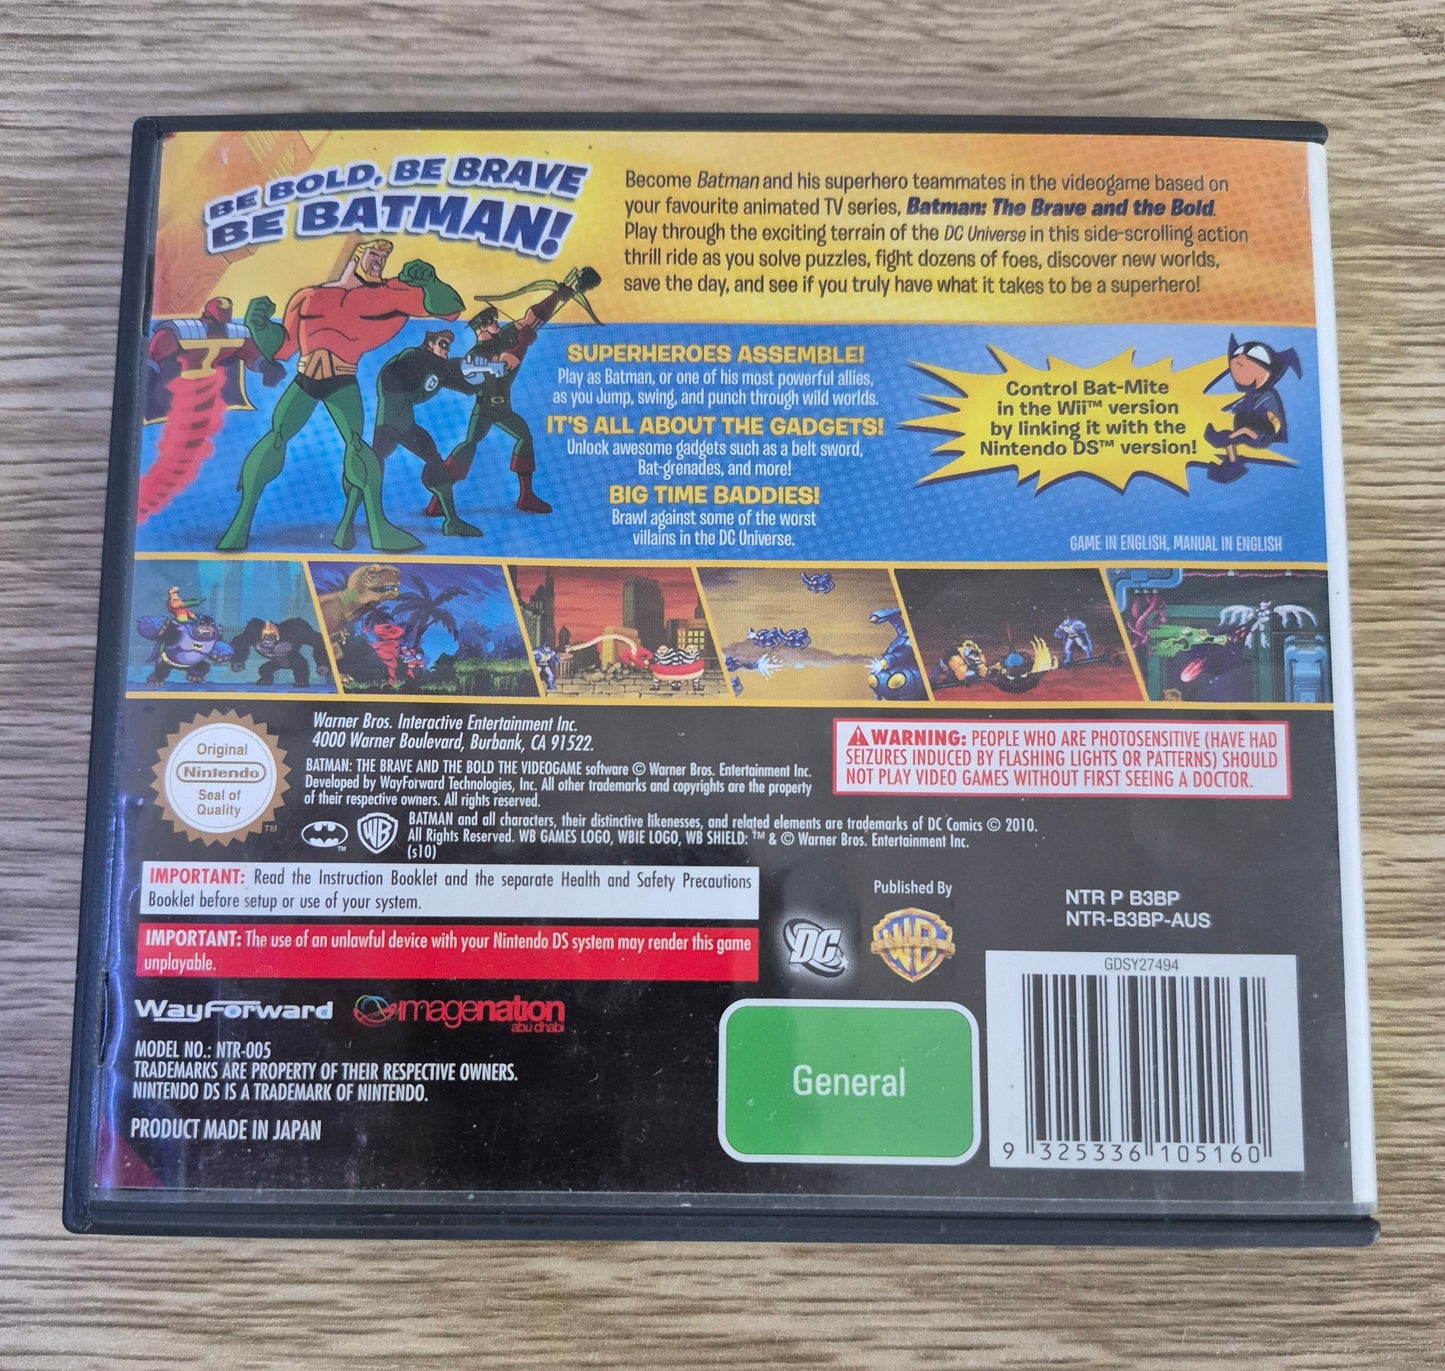 BE BOLD, BE BRAVE
BE BATMAN!
Become Batman and his superhero teammates in the videogame based on
your favourite animated TV series, Batman: The Brave and the Bold.
Play through the exciting terrain of the DC Universe in this side-scrolling action
thrill ride as you solve puzzles, fight dozens of foes, discover new worlds,
save the day, and see if you truly have what it takes to be a superhero!
SUPERHEROES ASSEMBLE!
Play as Batman, or one of his most powerful allies,
as you Jump, swing, and punch through wild worlds.
IT'S ALL ABOUT THE GADGETS!
Unlock awesome gadgets such as a belt sword,
Bat-grenades, and more!
BIG TIME BADDIES!
Brawl against some of the worst
villains in the DC Universe.
Control Bat-Mite
in the Wii™ version
by linking it with the
Nintendo DS™ version!
GAME IN ENGLISH, MANUAL IN ENGLISH
Original
Nintendo
Seal of
Quality
TM
Warner Bros. Interactive Entertainment Inc.
4000 Warner Boulevard, Burbank, CA 91522.
BATMAN: THE BRAVE AND THE BOLD THE VIDEOGAME software © Warner Bros. Entertainment Inc.
Developed by WayForward Technologies, Inc. All other trademarks and copyrights are the property
of their respective owners. All rights reserved.
BATMAN and all characters, their distinctive likenesses, and related elements are trademarks of DC Comics © 2010.
All Rights Reserved. WB GAMES LOGO, WBIE LOGO, WB SHIELD: ™ & © Warner Bros. Entertainment Inc.
(s10)
TM
WB
WARNING: PEOPLE WHO ARE PHOTOSENSITIVE (HAVE HAD
SEIZURES INDUCED BY FLASHING LIGHTS OR PATTERNS) SHOULD
NOT PLAY VIDEO GAMES WITHOUT FIRST SEEING A DOCTOR.
IMPORTANT: Read the Instruction Booklet and the separate Health and Safety Precautions
Booklet before setup or use of your system.
IMPORTANT: The use of an unlawful device with your Nintendo DS system may render this game
unplayable.
DC
Published By
WB
NTR P B3BP
NTR-B3BP-AUS
WayForward
imagenation
abu dhabi
MODEL NO.: NTR-005
TRADEMARKS ARE PROPERTY OF THEIR RESPECTIVE OWNERS.
NINTENDO DS IS A TRADEMARK OF NINTENDO.
PRODUCT MADE IN JAPAN
General
GDSY27494
9 325336 105160